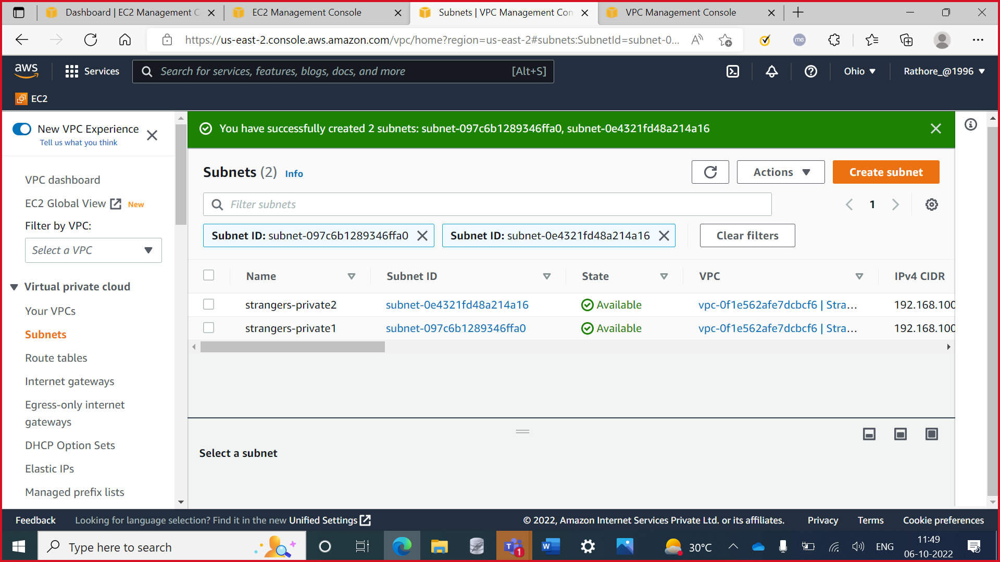 Dashboard | EC2 Management C
EC2 Management Console
Subnets | VPC Management Con
VPC Management Console
https://us-east-2.console.aws.amazon.com/vpc/home?region=us-east-2#subnets:SubnetId=subnet-0...
me
aws
Services
Search for services, features, blogs, docs, and more
[Alt+S]
Ohio
Rathore_@1996
EC2
New VPC Experience
Tell us what you think
You have successfully created 2 subnets: subnet-097c6b1289346ffa0, subnet-0e4321fd48a214a16
VPC dashboard
EC2 Global View
New
Filter by VPC:
Select a VPC
Virtual private cloud
Your VPCs
Subnets
Route tables
Internet gateways
Egress-only internet
gateways
DHCP Option Sets
Elastic IPs
Managed prefix lists
Subnets (2) Info
Actions
Create subnet
Filter subnets
1
Subnet ID: subnet-097c6b1289346ffa0
Subnet ID: subnet-0e4321fd48a214a16
Clear filters
Name Subnet ID State VPC IPv4 CIDR
strangers-private2 subnet-0e4321fd48a214a16 Available vpc-0f1e562afe7dcbcf6 | Stra... 192.168.100
strangers-private1 subnet-097c6b1289346ffa0 Available vpc-0f1e562afe7dcbcf6 | Stra... 192.168.100
Select a subnet
Feedback
Looking for language selection? Find it in the new Unified Settings
© 2022, Amazon Internet Services Private Ltd. or its affiliates.
Privacy
Terms
Cookie preferences
Type here to search
T
1
W
30°C
ENG
11:49
06-10-2022